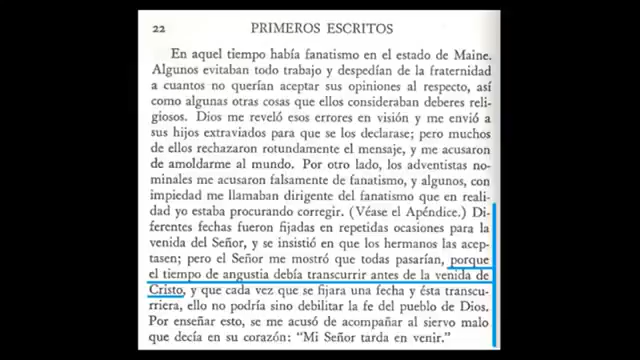 22 PRIMEROS ESCRITOS
En aquel tiempo había fanatismo en el estado de Maine.
Algunos evitaban todo trabajo y despedían de la fraternidad
a cuantos no querían aceptar sus opiniones al respecto, así
como algunas otras cosas que ellos consideraban deberes reli-
giosos. Dios me reveló esos errores en visión y me envió a
sus hijos extraviados para que se los declarase; pero muchos
de ellos rechazaron rotundamente el mensaje, y me acusaron
de amoldarme al mundo. Por otro lado, los adventistas no-
minales me acusaron falsamente de fanatismo, y algunos, con
impiedad me llamaban dirigente del fanatismo que en reali-
dad yo estaba procurando corregir. (Véase el Apéndice.) Di-
ferentes fechas fueron fijadas en repetidas ocasiones para la
venida del Señor, y se insistió en que los hermanos las acep-
tasen; pero el Señor me mostró que todas pasarían, porque
el tiempo de angustia debía transcurrir antes de la venida de
Cristo, y que cada vez que se fijara una fecha y ésta transcu-
rriera, ello no podría sino debilitar la fe del pueblo de Dios.
Por enseñar esto, se me acusó de acompañar al siervo malo
que decía en su corazón: "Mi Señor tarda en venir."